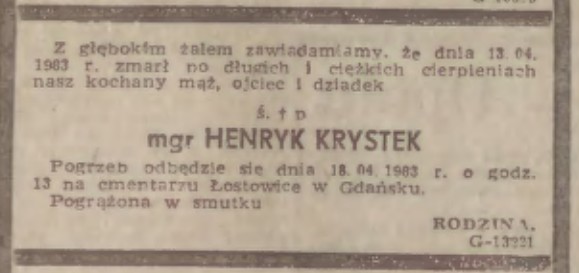 Z głębokim żalem zawiadamiamy, że dnia 13.04.
1983 r. zmarł po długich i ciężkich cierpieniach
nasz kochany mąż, ojciec i dziadek
ś. † p
mgr HENRYK KRYSTEK
Pogrzeb odbędzie się dnia 18.04.1983 r. o godz.
13 na cmentarzu Łostowice w Gdańsku.
Pogrążona w smutku
RODZINA.